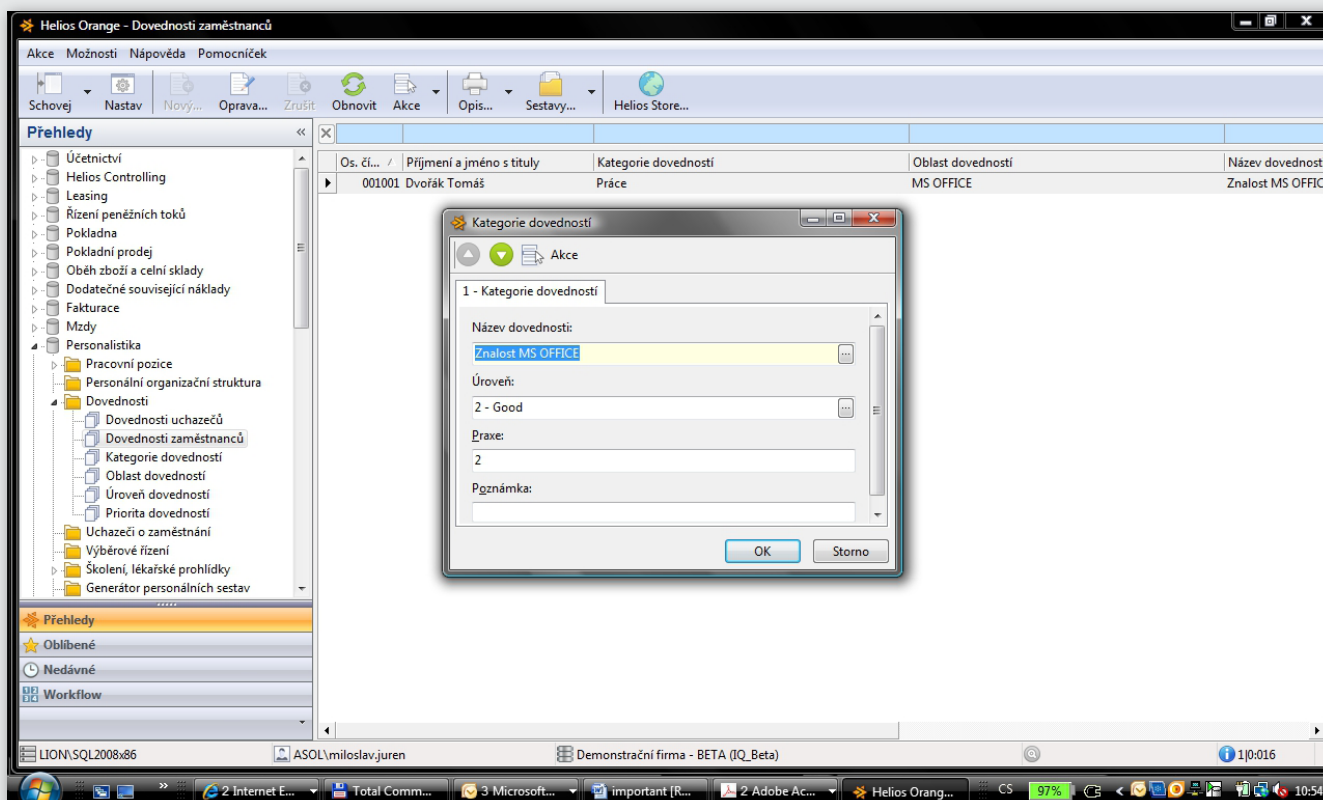 Helios Orange - Dovednosti zaměstnanců
Akce Možnosti Nápověda Pomocníček
Schovej Nastav Nový... Oprava... Zrušit Obnovit Akce Opis... Sestavy... Helios Store...
Přehledy
Účetnictví
Helios Controlling
Leasing
Řízení peněžních toků
Pokladna
Pokladní prodej
Oběh zboží a celní sklady
Dodatečné související náklady
Fakturace
Mzdy
Personalistika
Pracovní pozice
Personální organizační struktura
Dovednosti
Dovednosti uchazečů
Dovednosti zaměstnanců
Kategorie dovedností
Oblast dovedností
Úroveň dovedností
Priorita dovedností
Uchazeči o zaměstnání
Výběrové řízení
Školení, lékařské prohlídky
Generátor personálních sestav
Přehledy
Oblíbené
Nedávné
Workflow
Os. čí... Příjmení a jméno s tituly Kategorie dovedností Oblast dovedností Název dovednost
001001 Dvořák Tomáš Práce MS OFFICE Znalost MS OFFIC
Kategorie dovedností
Akce
1 - Kategorie dovedností
Název dovednosti:
Znalost MS OFFICE
Úroveň:
2 - Good
Praxe:
2
Poznámka:
OK Storno
LION\SQL2008x86 ASOL\miloslav.juren Demonstrační firma - BETA (IQ_Beta) 1|0:016
2 Internet E... Total Comm... 3 Microsoft... important [R... 2 Adobe Ac... Helios Orang... CS 97% 10:54